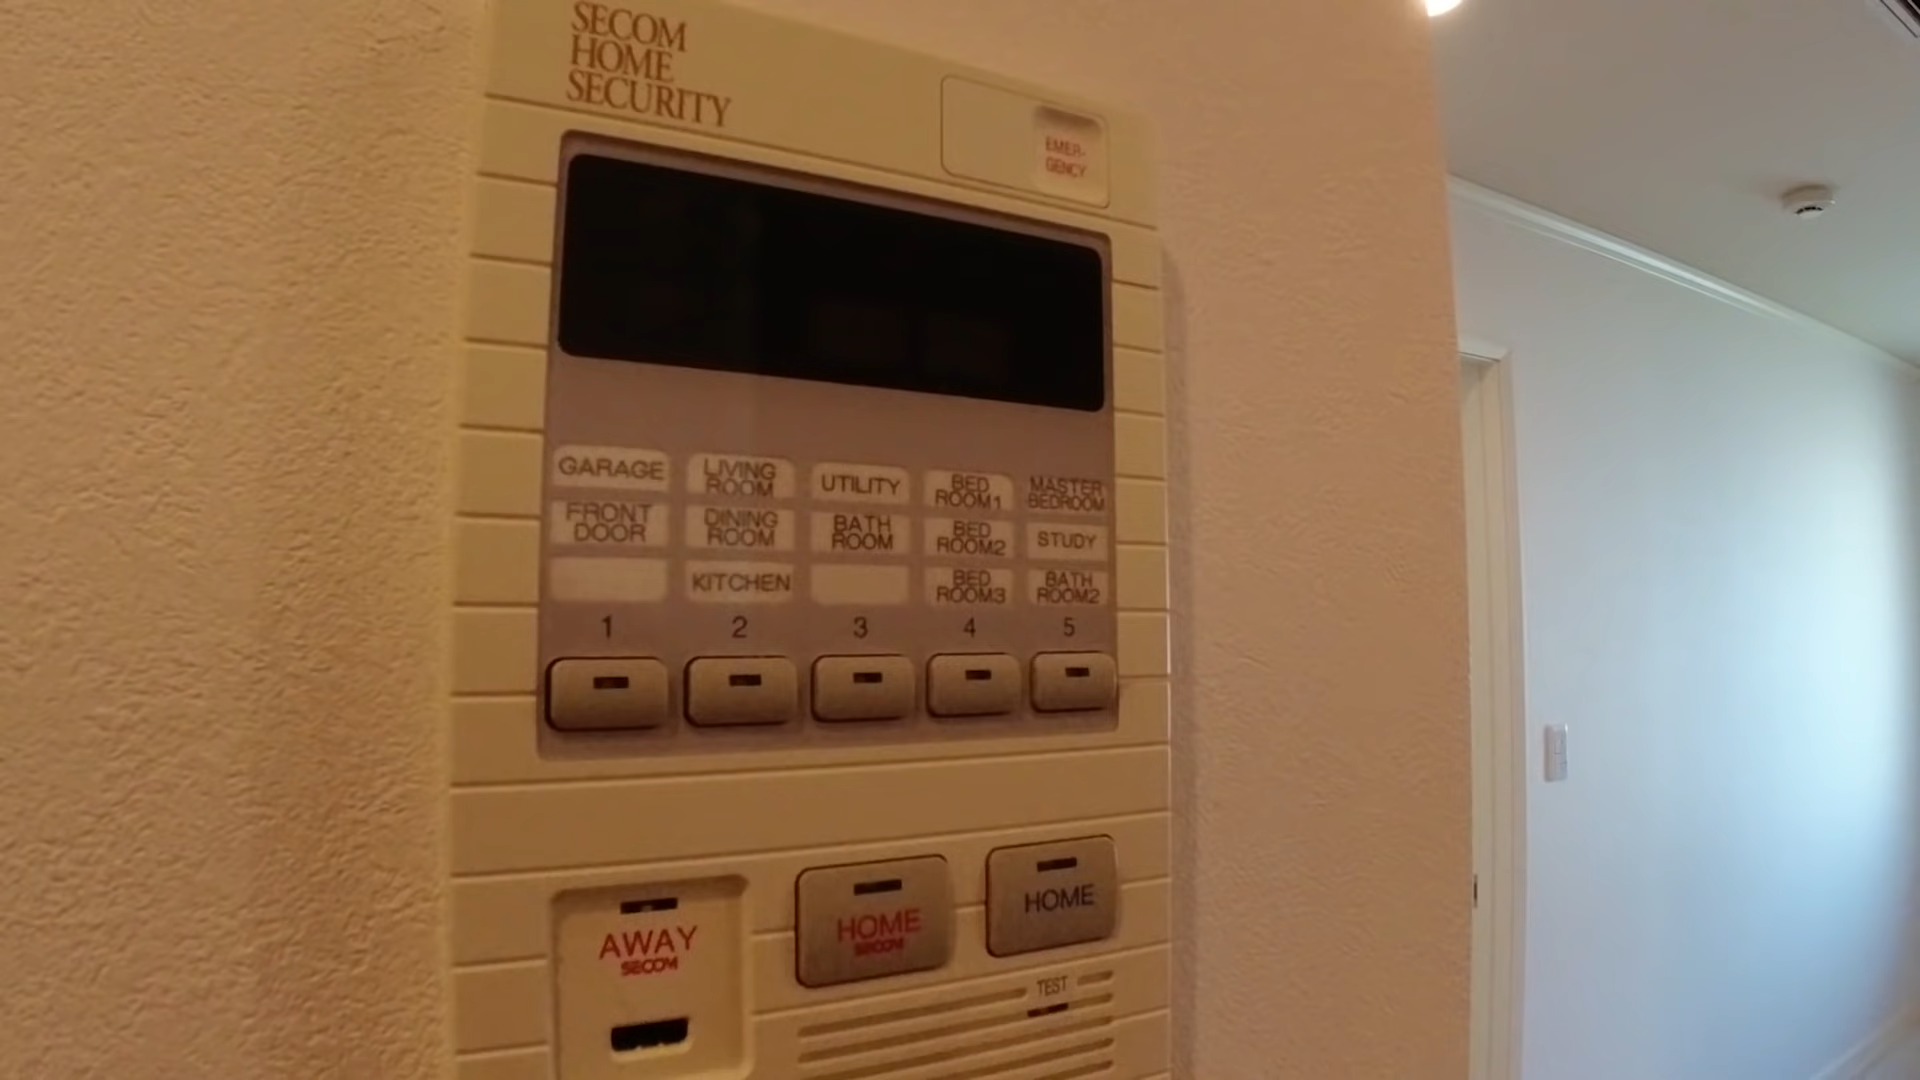 SECOM
HOME
SECURITY
EMER-
GENCY
GARAGE
LIVING
ROOM
UTILITY
BED
ROOM1
MASTER
BEDROOM
FRONT
DOOR
DINING
ROOM
BATH
ROOM
BED
ROOM2
STUDY
KITCHEN
BED
ROOM3
BATH
ROOM2
1 2 3 4 5
AWAY
SECOM
HOME
SECOM
HOME
TEST